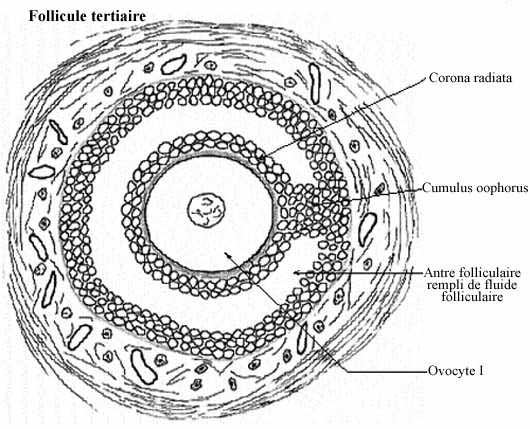 Follicule tertiaire
Corona radiata
Cumulus oophorus
Antre folliculaire
rempli de fluide
folliculaire
Ovocyte I